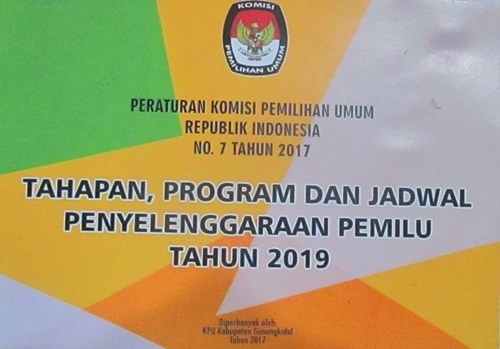 KOMISI
PEMILIHAN UMUM
PERATURAN KOMISI PEMILIHAN UMUM
REPUBLIK INDONESIA
NO. 7 TAHUN 2017
TAHAPAN, PROGRAM DAN JADWAL
PENYELENGGARAAN PEMILU
TAHUN 2019
Diperbanyak oleh:
KPU Kabupaten Gunungkidul
Tahun 2017